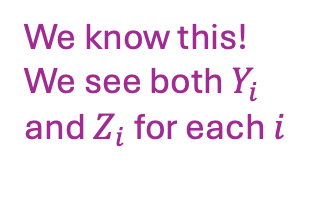 We know this!
We see both Yᵢ
and Zᵢ for each i